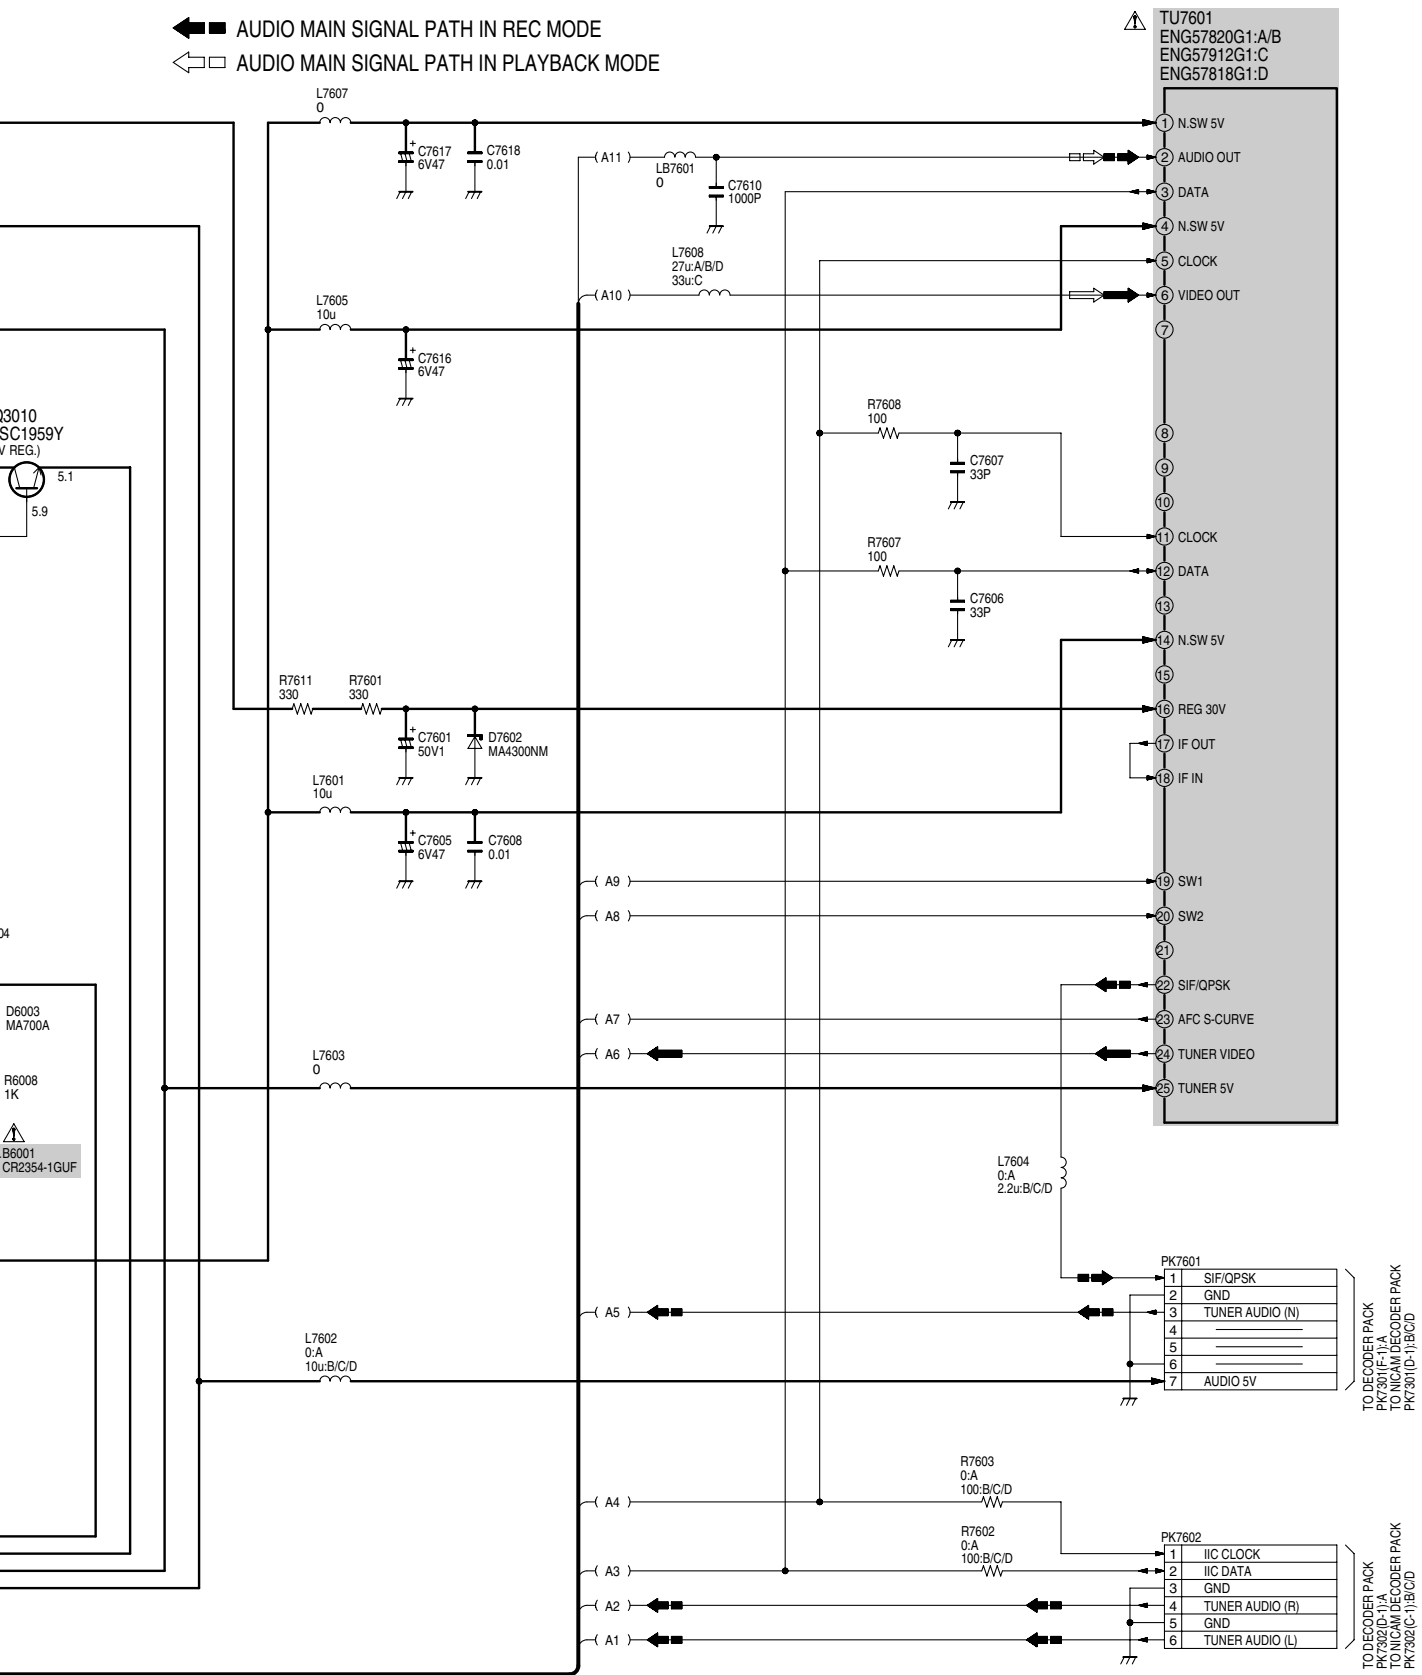 AUDIO MAIN SIGNAL PATH IN REC MODE
AUDIO MAIN SIGNAL PATH IN PLAYBACK MODE
TU7601
ENG57820G1:A/B
ENG57912G1:C
ENG57818G1:D
L7607
0
+
C7617
6V47
C7618
0.01
A11
LB7601
0
C7610
1000P
1 N.SW 5V
2 AUDIO OUT
3 DATA
4 N.SW 5V
5 CLOCK
6 VIDEO OUT
7
8
9
10
11 CLOCK
12 DATA
13
14 N.SW 5V
15
16 REG 30V
17 IF OUT
18 IF IN
19 SW1
20 SW2
21
22 SIF/QPSK
23 AFC S-CURVE
24 TUNER VIDEO
25 TUNER 5V
L7608
27u:A/B/D
33u:C
A10
L7605
10u
+
C7616
6V47
Q3010
SC1959Y
V REG.)
5.1
5.9
R7608
100
C7607
33P
R7607
100
C7606
33P
R7611
330
R7601
330
+
C7601
50V1
D7602
MA4300NM
L7601
10u
+
C7605
6V47
C7608
0.01
A9
A8
04
D6003
MA700A
A7
A6
L7603
0
R6008
1K
B6001
CR2354-1GUF
L7604
0:A
2.2u:B/C/D
PK7601
1 SIF/QPSK
2 GND
3 TUNER AUDIO (N)
4
5
6
7 AUDIO 5V
TO DECODER PACK
PK7301(F-1):A
TO NICAM DECODER PACK
PK7301(D-1):B/C/D
A5
L7602
0:A
10u:B/C/D
R7603
0:A
100:B/C/D
A4
R7602
0:A
100:B/C/D
A3
A2
A1
PK7602
1 IIC CLOCK
2 IIC DATA
3 GND
4 TUNER AUDIO (R)
5 GND
6 TUNER AUDIO (L)
TO DECODER PACK
PK7302(D-1):A
TO NICAM DECODER PACK
PK7302(C-1):B/C/D